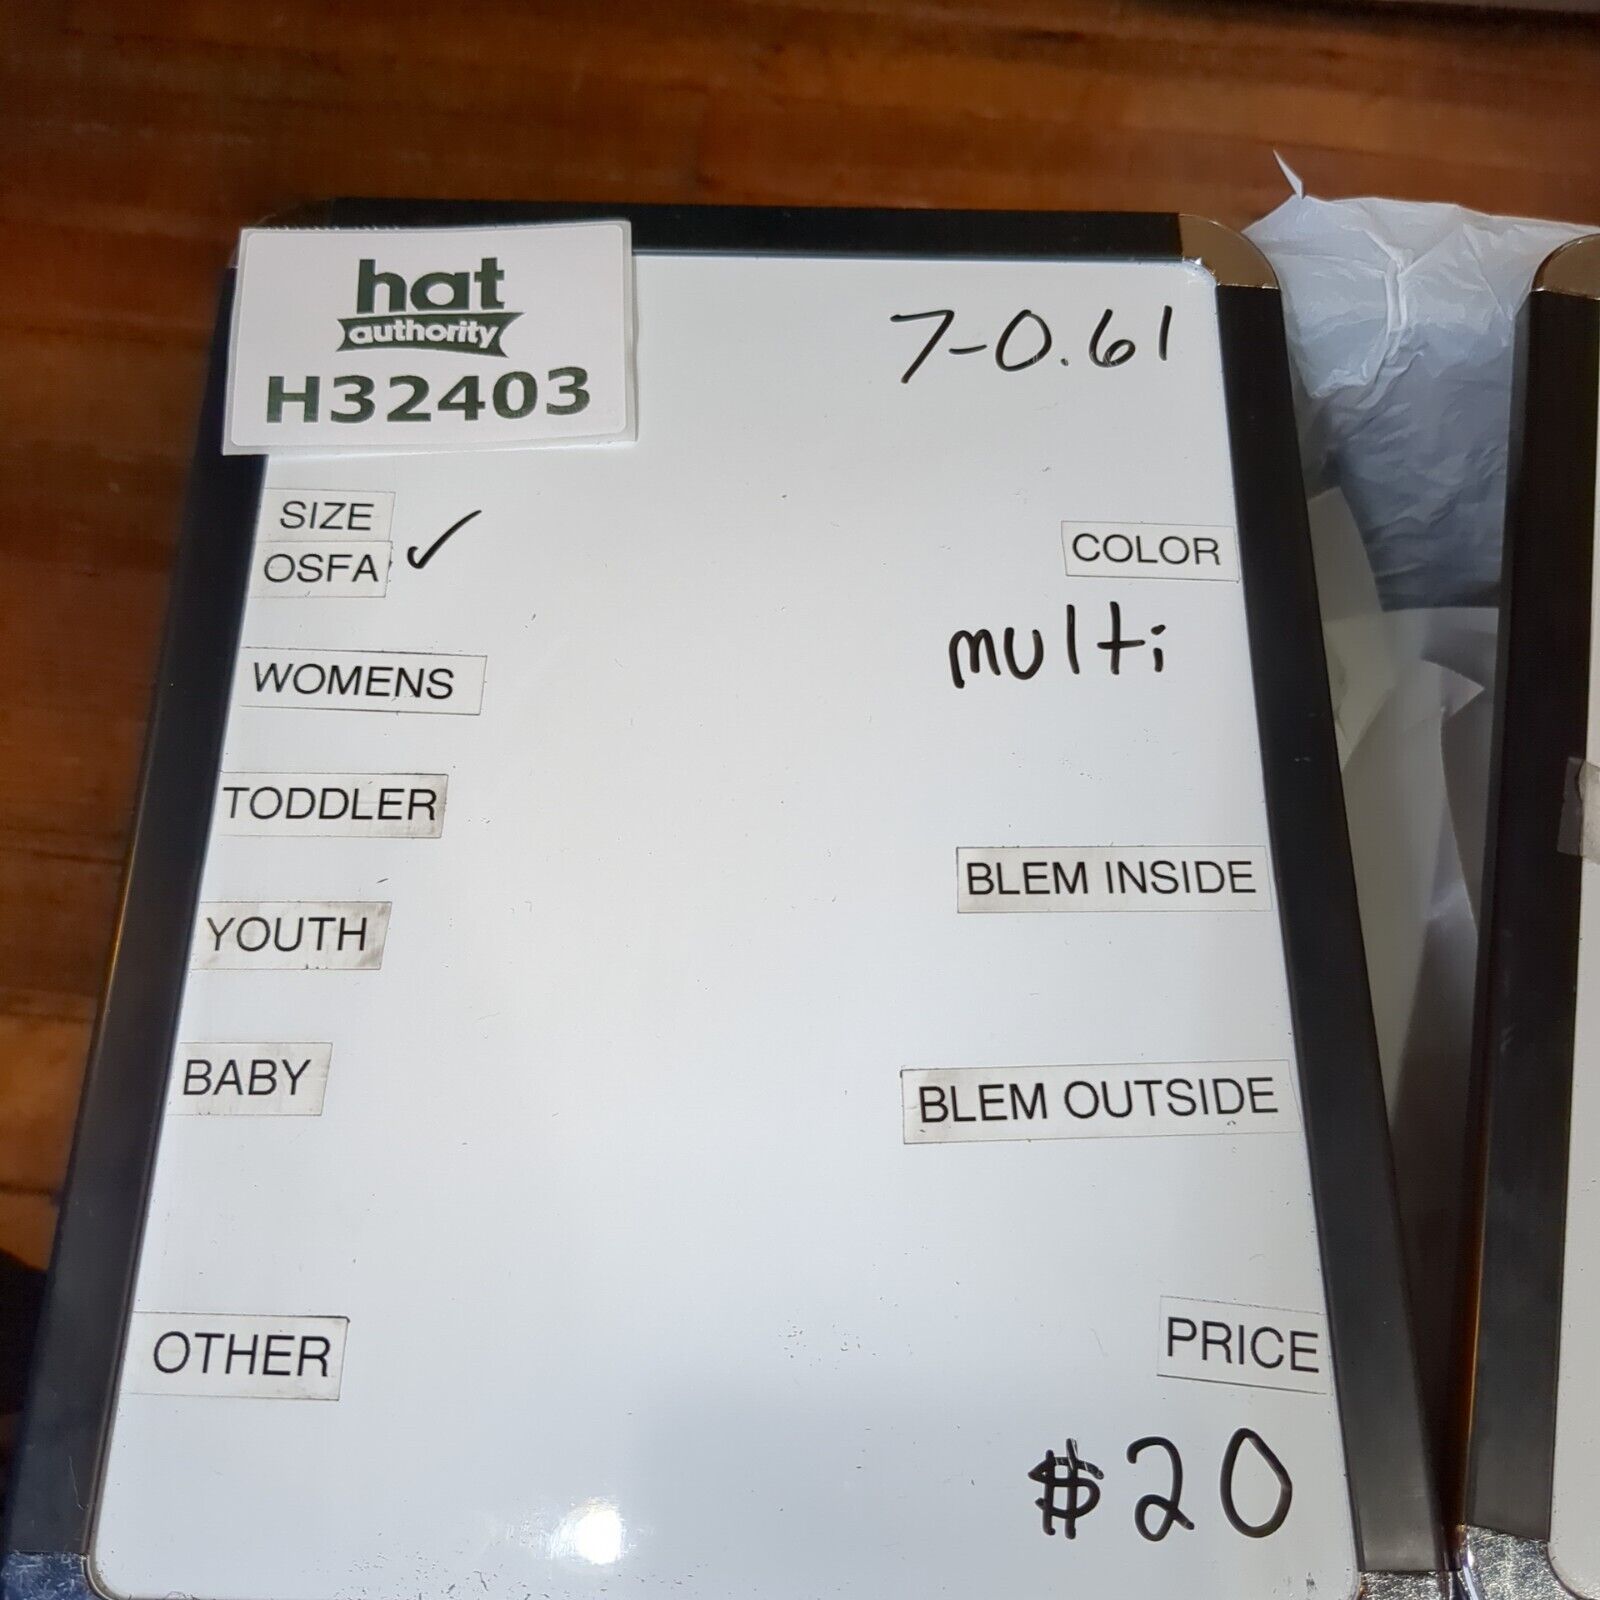 hat
authority
H32403
7-0.61
SIZE
OSFA ✓
COLOR
multi
WOMENS
TODDLER
BLEM INSIDE
YOUTH
BABY
BLEM OUTSIDE
OTHER
PRICE
$20